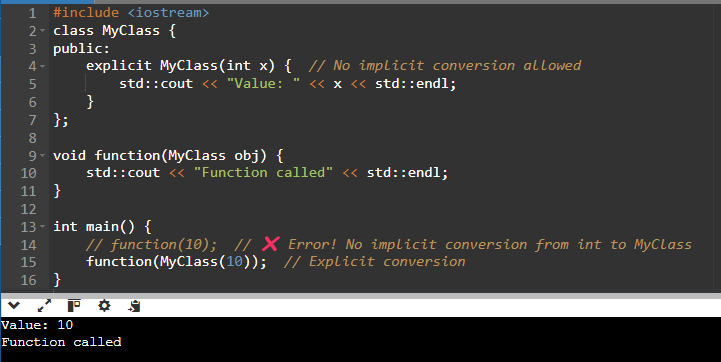 1 #include <iostream>
2 class MyClass {
3 public:
4     explicit MyClass(int x) {  // No implicit conversion allowed
5         std::cout << "Value: " << x << std::endl;
6     }
7 };
8
9 void function(MyClass obj) {
10     std::cout << "Function called" << std::endl;
11 }
12
13 int main() {
14     // function(10);  // ❌ Error! No implicit conversion from int to MyClass
15     function(MyClass(10));  // Explicit conversion
16 }
Value: 10
Function called